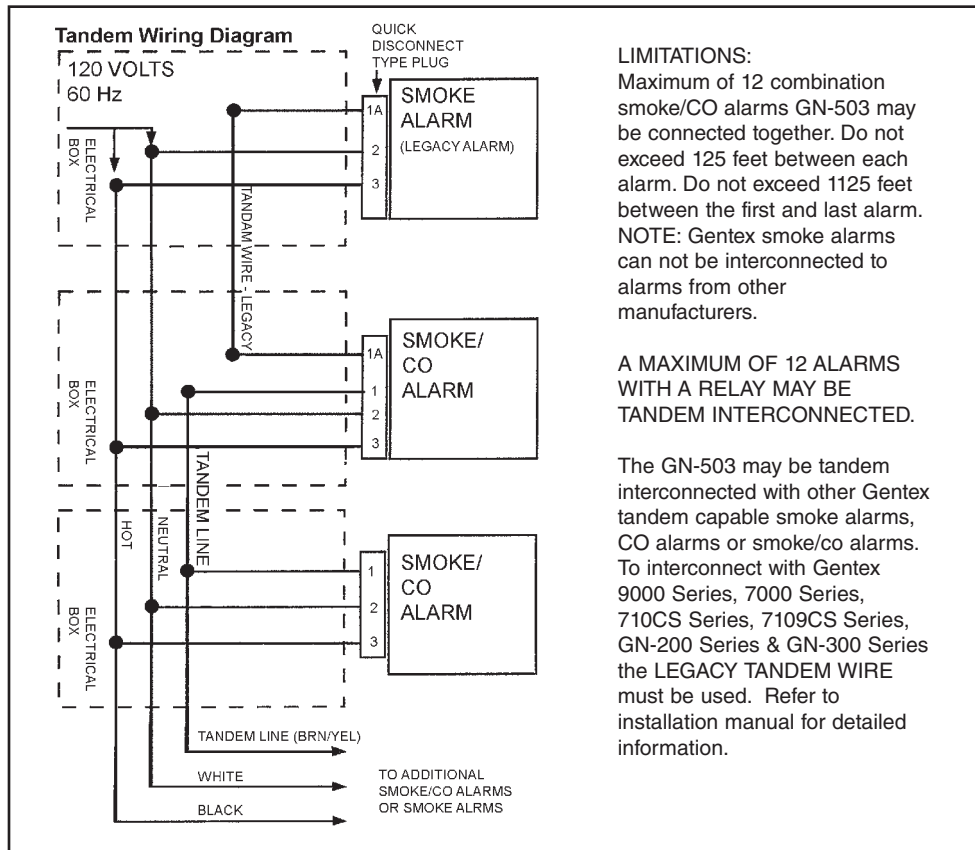 Tandem Wiring Diagram
120 VOLTS
60 Hz
ELECTRICAL
BOX
QUICK
DISCONNECT
TYPE PLUG
1A
2
3
SMOKE
ALARM
(LEGACY ALARM)
TANDAM WIRE - LEGACY
ELECTRICAL
BOX
1A
1
2
3
SMOKE/
CO
ALARM
HOT
NEUTRAL
TANDEM LINE
ELECTRICAL
BOX
1
2
3
SMOKE/
CO
ALARM
TANDEM LINE (BRN/YEL)
WHITE
BLACK
TO ADDITIONAL
SMOKE/CO ALARMS
OR SMOKE ALRMS
LIMITATIONS:
Maximum of 12 combination
smoke/CO alarms GN-503 may
be connected together. Do not
exceed 125 feet between each
alarm. Do not exceed 1125 feet
between the first and last alarm.
NOTE: Gentex smoke alarms
can not be interconnected to
alarms from other
manufacturers.
A MAXIMUM OF 12 ALARMS
WITH A RELAY MAY BE
TANDEM INTERCONNECTED.
The GN-503 may be tandem
interconnected with other Gentex
tandem capable smoke alarms,
CO alarms or smoke/co alarms.
To interconnect with Gentex
9000 Series, 7000 Series,
710CS Series, 7109CS Series,
GN-200 Series & GN-300 Series
the LEGACY TANDEM WIRE
must be used.  Refer to
installation manual for detailed
information.